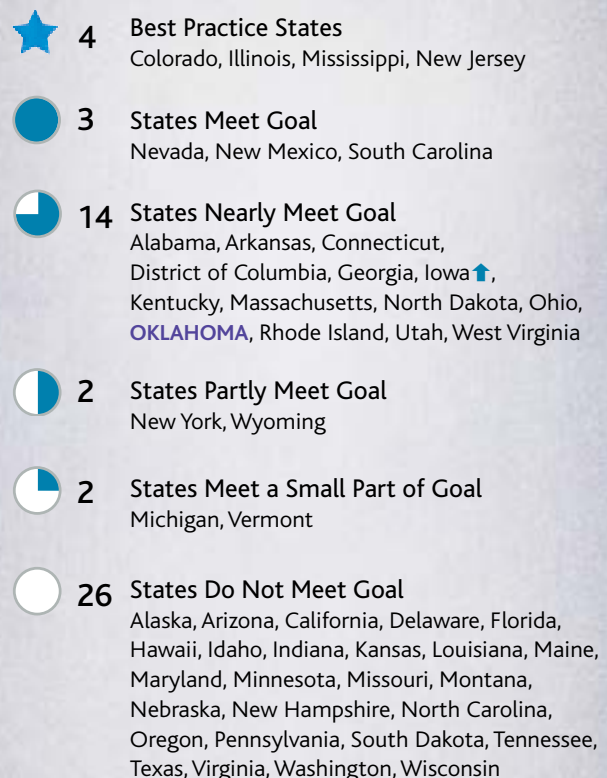 4 Best Practice States
Colorado, Illinois, Mississippi, New Jersey
3 States Meet Goal
Nevada, New Mexico, South Carolina
14 States Nearly Meet Goal
Alabama, Arkansas, Connecticut,
District of Columbia, Georgia, Iowa⬆,
Kentucky, Massachusetts, North Dakota, Ohio,
OKLAHOMA, Rhode Island, Utah, West Virginia
2 States Partly Meet Goal
New York, Wyoming
2 States Meet a Small Part of Goal
Michigan, Vermont
26 States Do Not Meet Goal
Alaska, Arizona, California, Delaware, Florida,
Hawaii, Idaho, Indiana, Kansas, Louisiana, Maine,
Maryland, Minnesota, Missouri, Montana,
Nebraska, New Hampshire, North Carolina,
Oregon, Pennsylvania, South Dakota, Tennessee,
Texas, Virginia, Washington, Wisconsin